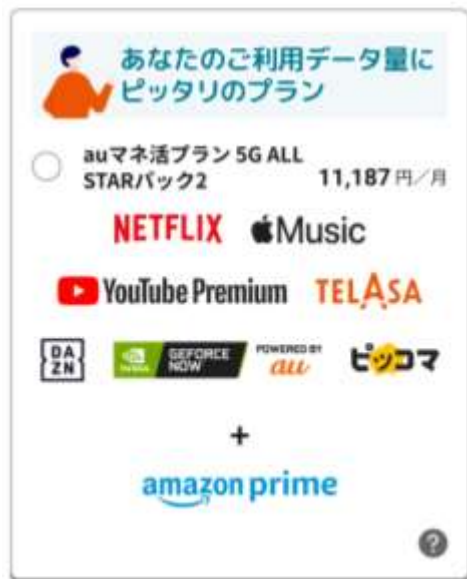 あなたのご利用データ量に
ピッタリのプラン
auマネ活プラン 5G ALL
STARパック2 11,187 円／月
NETFLIX Music
YouTube Premium TELASA
DAZN NVIDIA GEFORCE NOW POWERED BY au ピッコマ
+
amazon prime
?